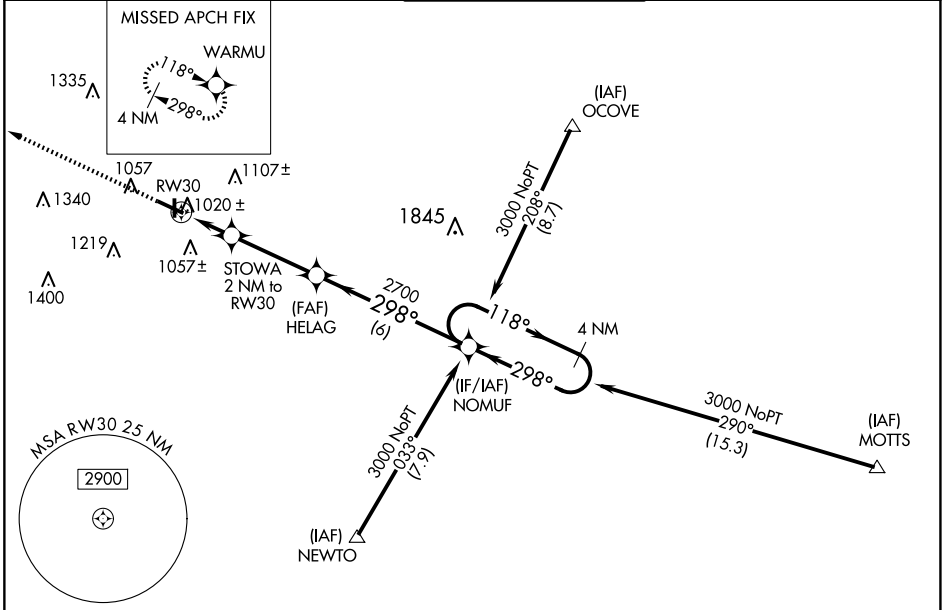 MISSED APCH FIX
WARMU
118°
298°
4 NM
1335
(IAF)
OCOVE
3000 NoPT
208°
(8.7)
1057
RW30
1107±
1340
1020 ±
1845
1219
1057±
1400
STOWA
2 NM to
RW30
(FAF)
HELAG
2700
298°
(6)
118°
4 NM
298°
(IF/IAF)
NOMUF
3000 NoPT
290°
(15.3)
(IAF)
MOTTS
3000 NoPT
033°
(7.9)
(IAF)
NEWTO
MSA RW30 25 NM
2900